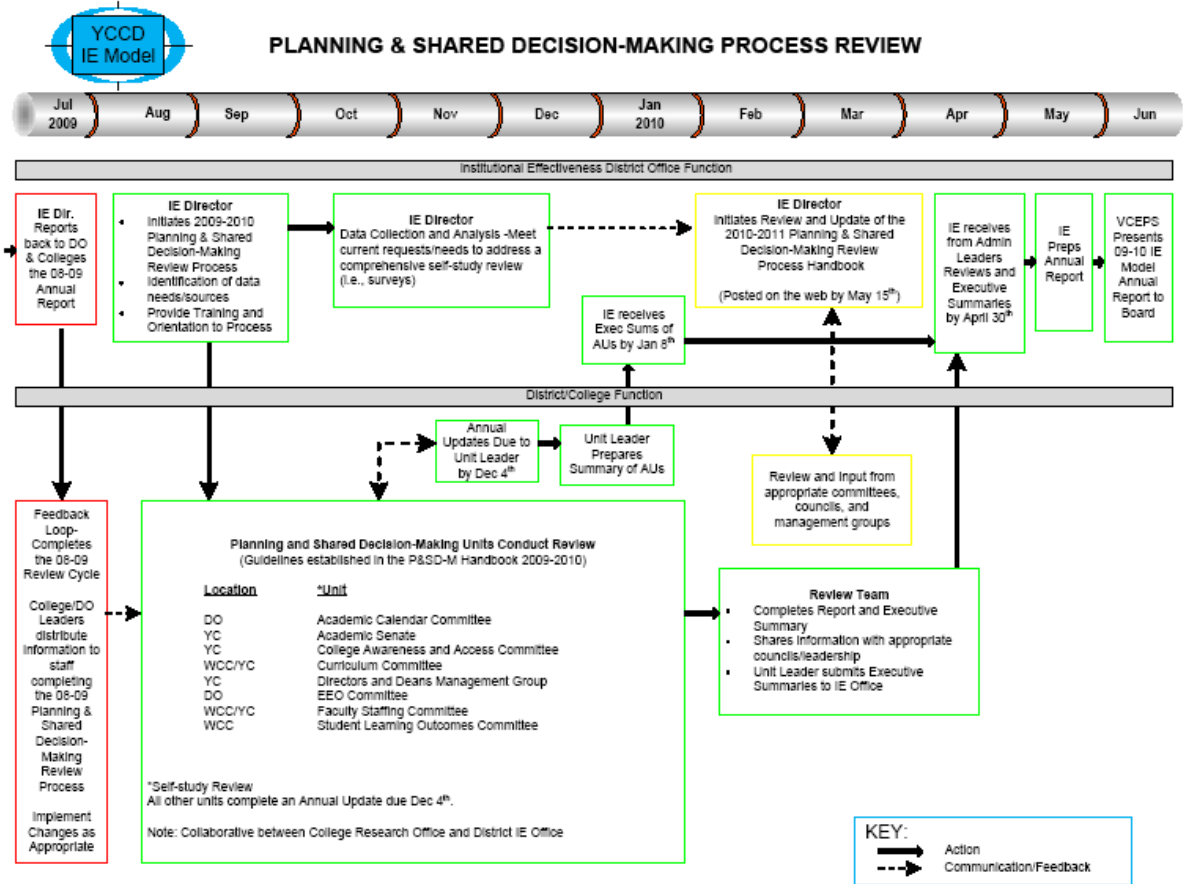 YCCD
IE Model
PLANNING & SHARED DECISION-MAKING PROCESS REVIEW
Jul
2009
Aug
Sep
Oct
Nov
Dec
Jan
2010
Feb
Mar
Apr
May
Jun
Institutional Effectiveness District Office Function
IE Dir.
Reports
back to DO
& Colleges
the 08-09
Annual
Report
IE Director
• Initiates 2009-2010
Planning & Shared
Decision-Making
Review Process
• Identification of data
needs/sources
• Provide Training and
Orientation to Process
IE Director
Data Collection and Analysis -Meet
current requests/needs to address a
comprehensive self-study review
(i.e., surveys)
IE Director
Initiates Review and Update of the
2010-2011 Planning & Shared
Decision-Making Review
Process Handbook
(Posted on the web by May 15th)
IE receives
from Admin
Leaders
Reviews and
Executive
Summaries
by April 30th
IE
Preps
Annual
Report
VCEPS
Presents
09-10 IE
Model
Annual
Report to
Board
IE receives
Exec Sums of
AUs by Jan 8th
District/College Function
Annual
Updates Due to
Unit Leader
by Dec 4th
Unit Leader
Prepares
Summary of AUs
Review and Input from
appropriate committees,
councils, and
management groups
Feedback
Loop-
Completes
the 08-09
Review Cycle
College/DO
Leaders
distribute
information to
staff
completing
the 08-09
Planning &
Shared
Decision-
Making
Review
Process
Implement
Changes as
Appropriate
Planning and Shared Decision-Making Units Conduct Review
(Guidelines established in the P&SD-M Handbook 2009-2010)
Location *Unit
DO Academic Calendar Committee
YC Academic Senate
YC College Awareness and Access Committee
WCC/YC Curriculum Committee
YC Directors and Deans Management Group
DO EEO Committee
WCC/YC Faculty Staffing Committee
WCC Student Learning Outcomes Committee
*Self-study Review
All other units complete an Annual Update due Dec 4th.
Note: Collaborative between College Research Office and District IE Office
Review Team
• Completes Report and Executive
Summary
• Shares information with appropriate
councils/leadership
• Unit Leader submits Executive
Summaries to IE Office
KEY:
Action
Communication/Feedback